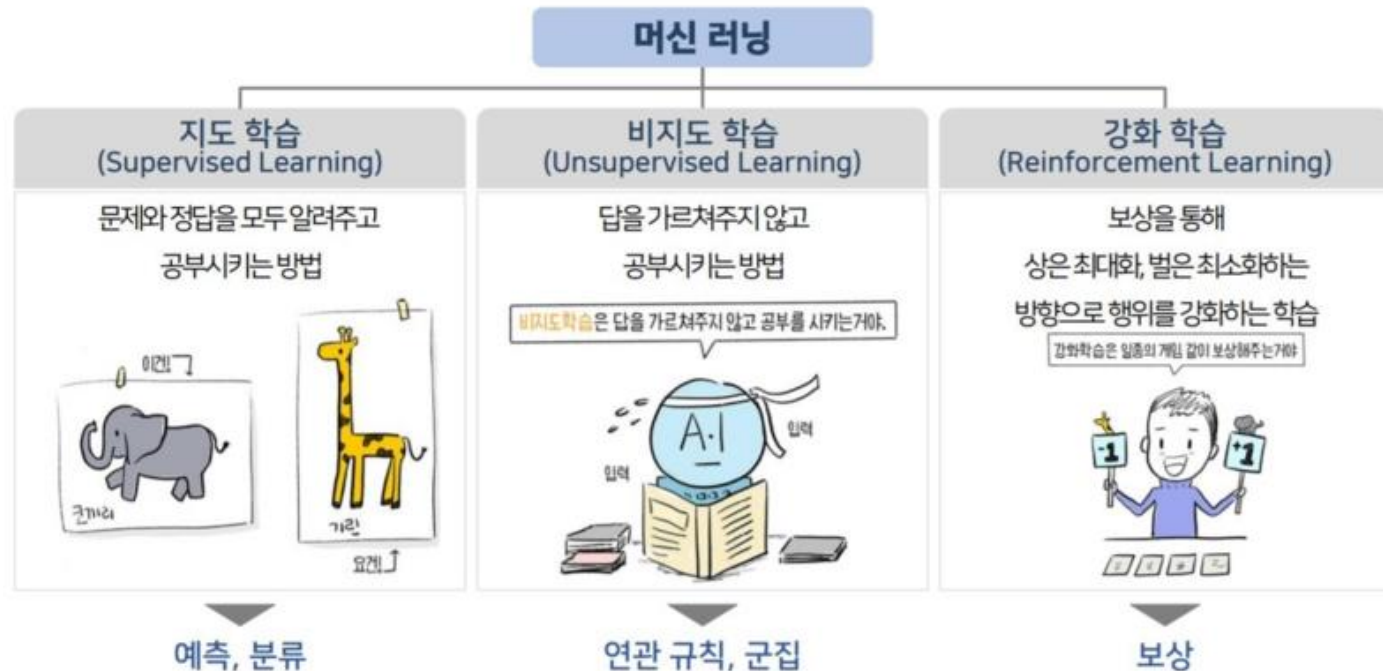 머신 러닝
지도 학습
(Supervised Learning)
문제와 정답을 모두 알려주고
공부시키는 방법
이건!
코끼리
기린
요건!
예측, 분류
비지도 학습
(Unsupervised Learning)
답을 가르쳐주지 않고
공부시키는 방법
비지도학습은 답을 가르쳐주지 않고 공부를 시키는거야.
A.I
입력
입력
연관 규칙, 군집
강화 학습
(Reinforcement Learning)
보상을 통해
상은 최대화, 벌은 최소화하는
방향으로 행위를 강화하는 학습
강화학습은 일종의 게임 같이 보상해주는거야
-1
+1
보상